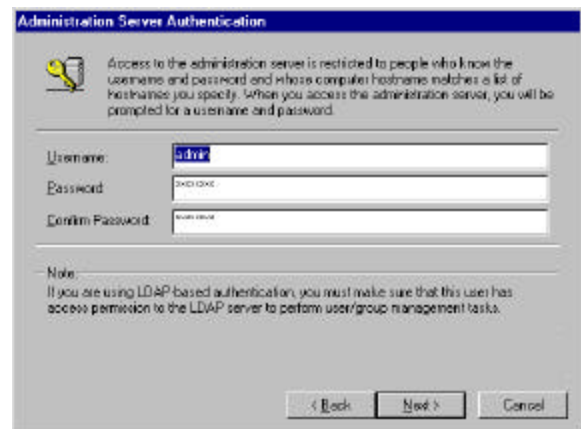 Administration Server Authentication
Access to the administration server is restricted to people who know the
username and password and whose computer hostname matches a list of
hostnames you specify. When you access the administration server, you will be
prompted for a username and password.
Username:
admin
Password:
Confirm Password:
Note:
If you are using LDAP-based authentication, you must make sure that this user has
access permission to the LDAP server to perform user/group management tasks.
< Back
Next >
Cancel